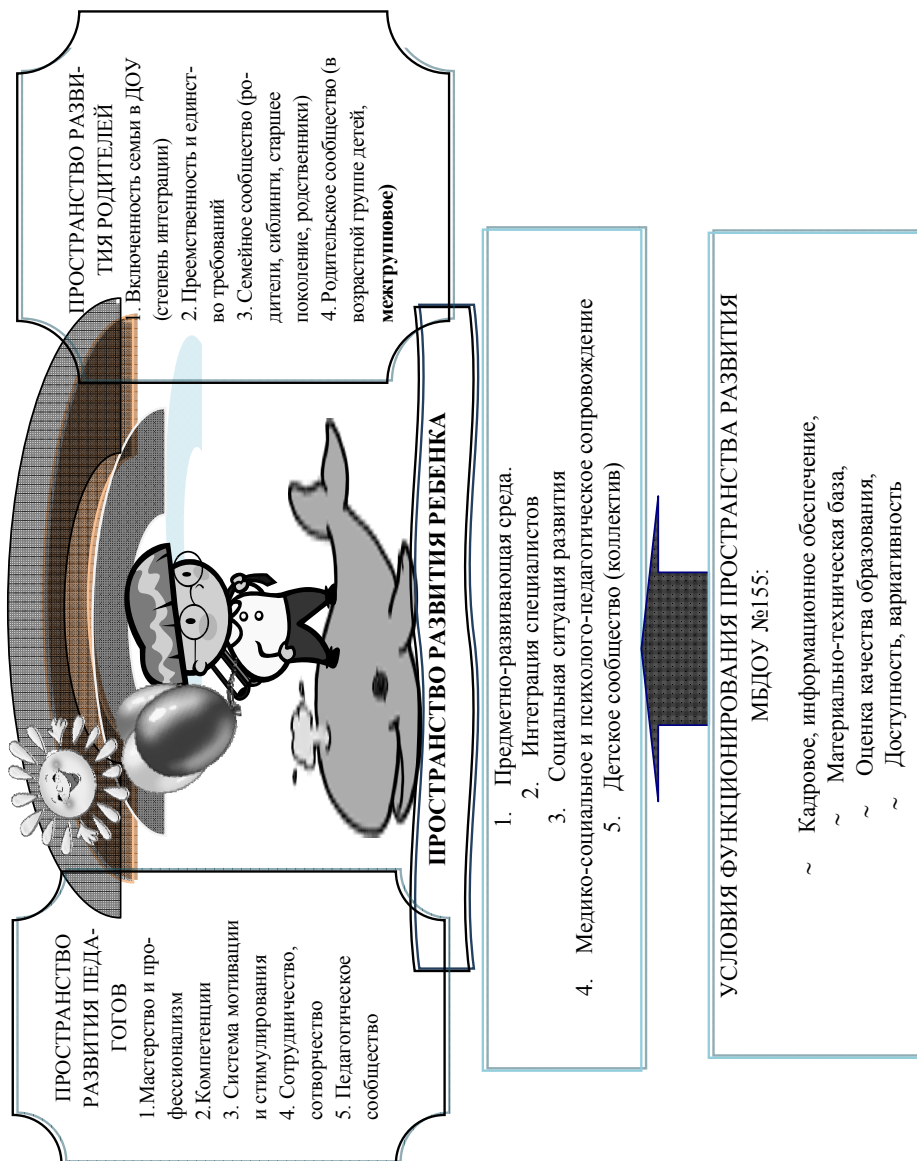 ПРОСТРАНСТВО
РАЗВИТИЯ ПЕДА-
ГОГОВ
1.Мастерство и про-
фессионализм
2.Компетенции
3. Система мотивации
и стимулирования
4. Сотрудничество,
сотворчество
5. Педагогическое
сообщество
ПРОСТРАНСТВО РАЗВИ-
ТИЯ РОДИТЕЛЕЙ
1. Включенность семьи в ДОУ
(степень интеграции)
2. Преемственность и единст-
во требований
3. Семейное сообщество (ро-
дители, сиблинги, старшее
поколение, родственники)
4. Родительское сообщество (в
возрастной группе детей,
межгрупповое)
ПРОСТРАНСТВО РАЗВИТИЯ РЕБЕНКА
1. Предметно-развивающая среда.
2. Интеграция специалистов
3. Социальная ситуация развития
4. Медико-социальное и психолого-педагогическое сопровождение
5. Детское сообщество (коллектив)
УСЛОВИЯ ФУНКЦИОНИРОВАНИЯ ПРОСТРАНСТВА РАЗВИТИЯ
МБДОУ №155:
~ Кадровое, информационное обеспечение,
~ Материально-техническая база,
~ Оценка качества образования,
~ Доступность, вариативность